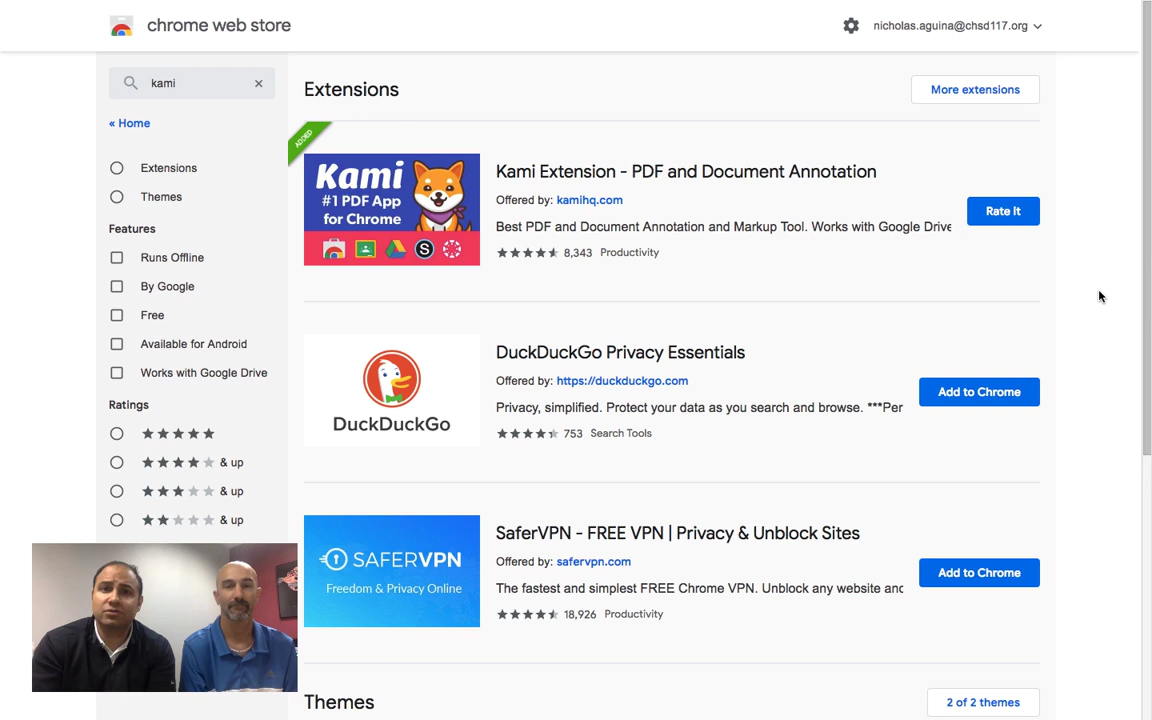 chrome web store
nicholas.aguina@chsd117.org
kami
« Home
Extensions
Themes
Features
Runs Offline
By Google
Free
Available for Android
Works with Google Drive
Ratings
& up
& up
& up
Extensions
More extensions
ADDED
Kami
#1 PDF App
for Chrome
S
Kami Extension - PDF and Document Annotation
Offered by: kamihq.com
Best PDF and Document Annotation and Markup Tool. Works with Google Drive
8,343 Productivity
Rate It
DuckDuckGo
DuckDuckGo Privacy Essentials
Offered by: https://duckduckgo.com
Privacy, simplified. Protect your data as you search and browse. ***Per
753 Search Tools
Add to Chrome
SAFERVPN
Freedom & Privacy Online
SaferVPN - FREE VPN | Privacy & Unblock Sites
Offered by: safervpn.com
The fastest and simplest FREE Chrome VPN. Unblock any website and
18,926 Productivity
Add to Chrome
Themes
2 of 2 themes